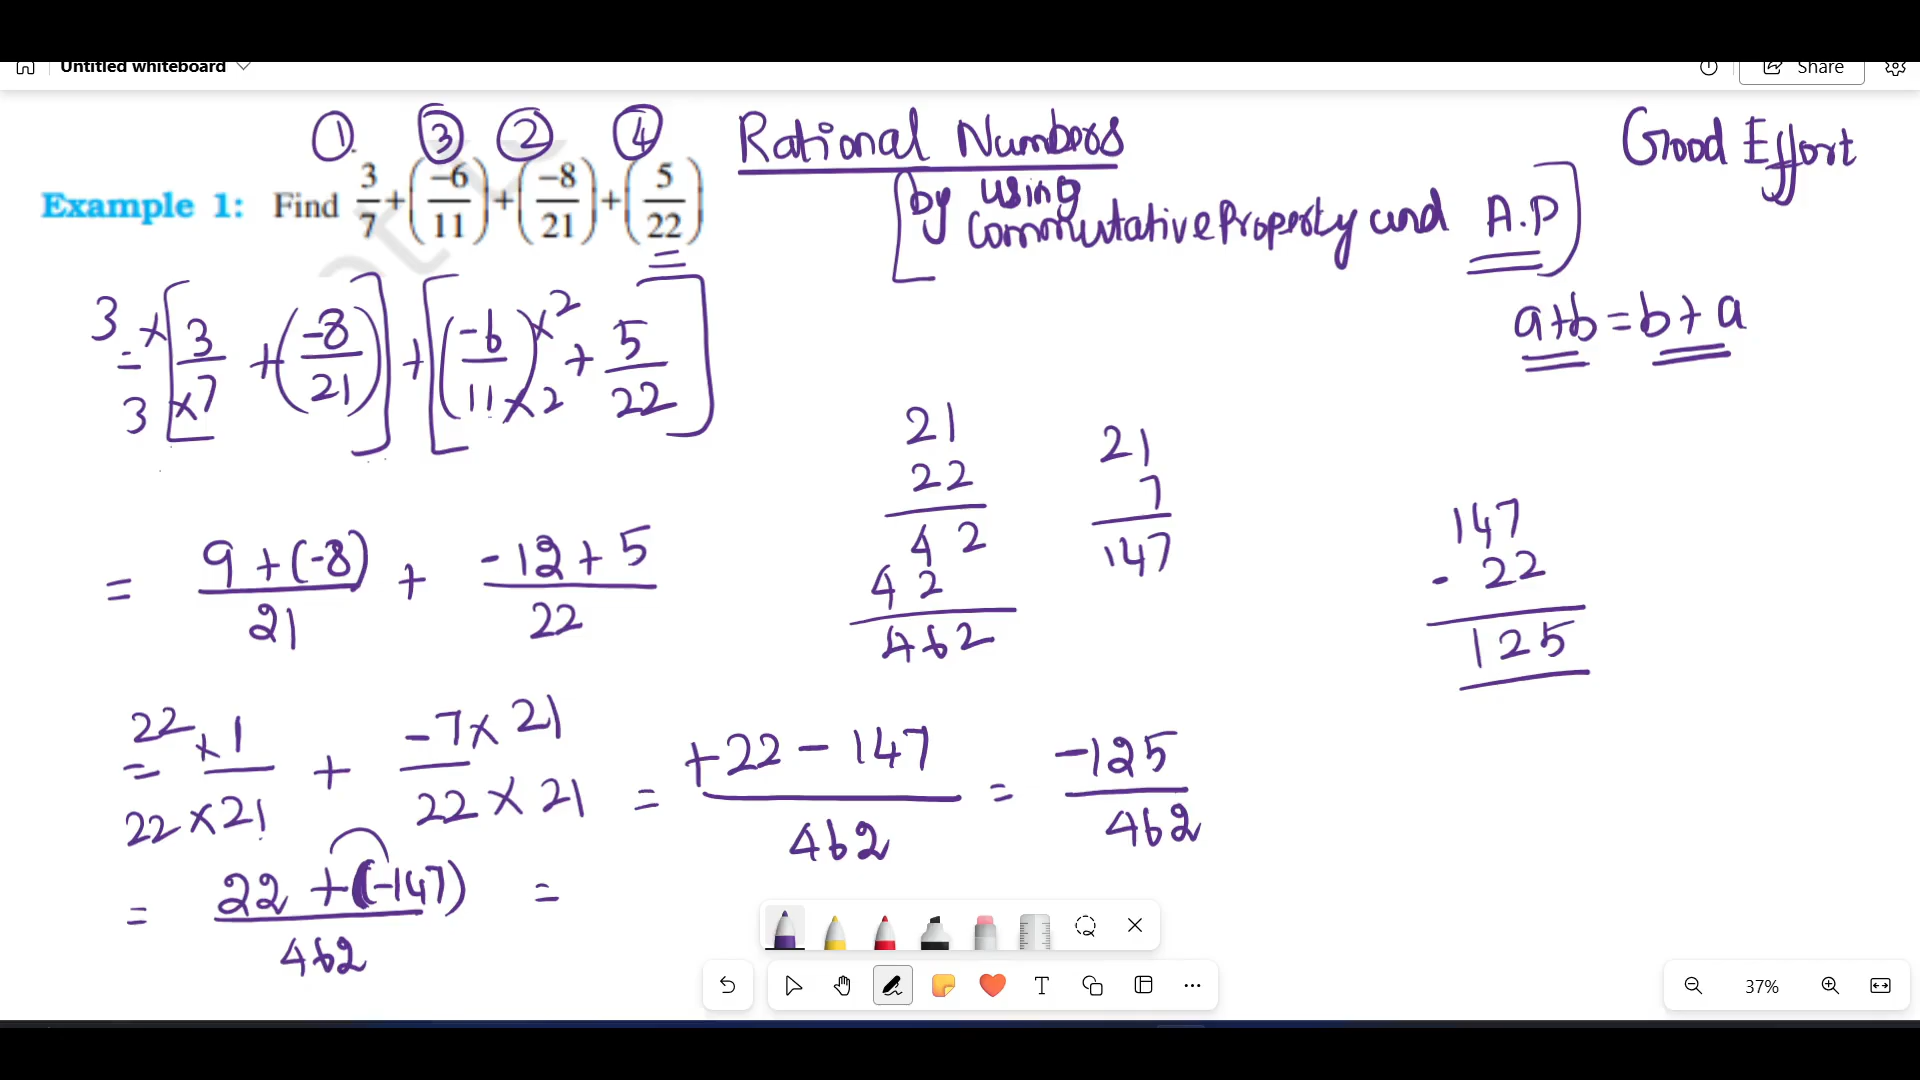 Untitled whiteboard
Share
① ③ ② ④
Rational Numbers
Good Effort
Example 1: Find 3/7 + (-6/11) + (-8/21) + (5/22)
[by using Commutative Property and A.P]
a+b = b+a
= [3×3/3×7 + (-8/21)] + [(-6×2/11×2) + 5/22]
= 9+(-8)/21 + -12+5/22
21
22
42
42
462
21
7
147
147
- 22
125
= 22×1/22×21 + -7×21/22×21 = +22-147/462 = -125/462
= 22+(-147)/462 =
37%